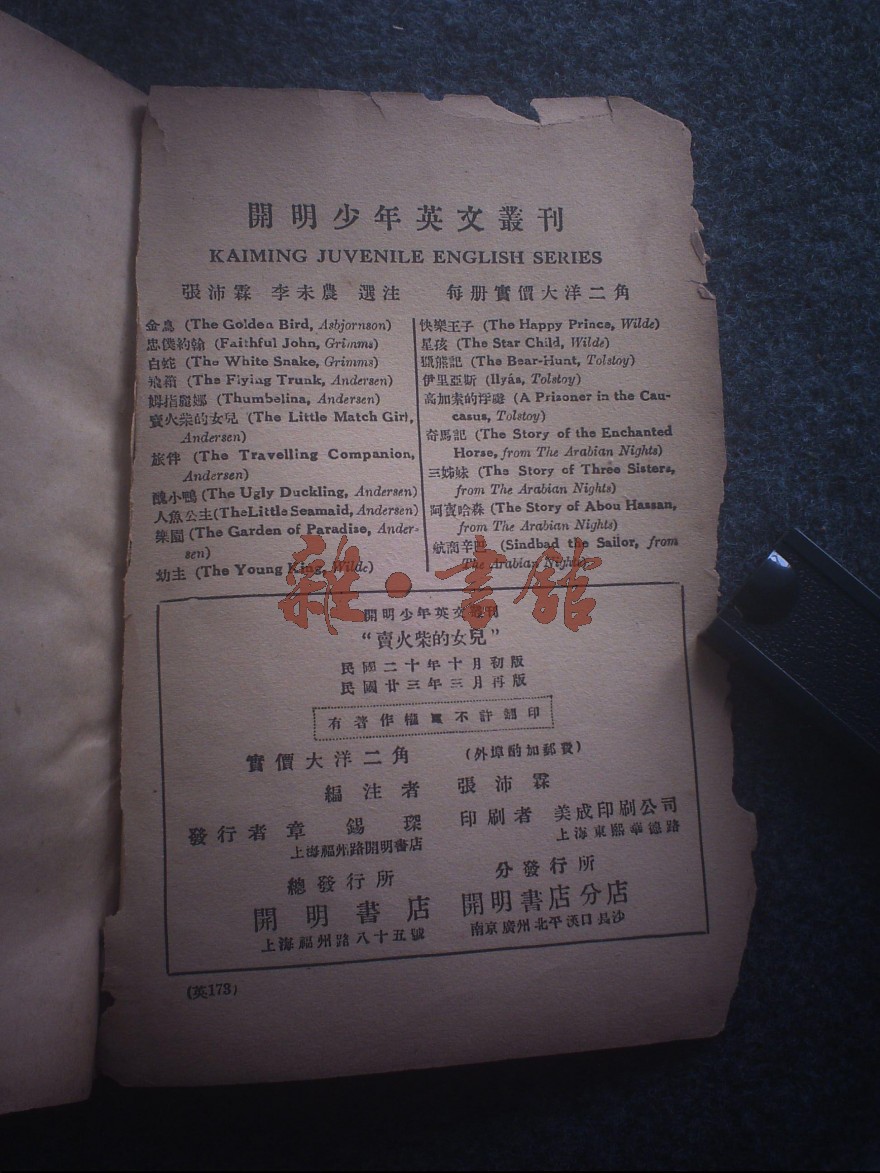 開明少年英文叢刊
KAIMING JUVENILE ENGLISH SERIES
張沛霖 李未農 選注 每册實價大洋二角
金鳥 (The Golden Bird, Asbjornson)
忠僕約翰 (Faithful John, Grimms)
白蛇 (The White Snake, Grimms)
飛箱 (The Flying Trunk, Andersen)
拇指麗娜 (Thumbelina, Andersen)
賣火柴的女兒 (The Little Match Girl,
Andersen)
旅伴 (The Travelling Companion,
Andersen)
醜小鴨 (The Ugly Duckling, Andersen)
人魚公主 (The Little Seamaid, Andersen)
樂園 (The Garden of Paradise, Ander-
sen)
幼主 (The Young King, Wilde)
快樂王子 (The Happy Prince, Wilde)
星孩 (The Star Child, Wilde)
獵熊記 (The Bear-Hunt, Tolstoy)
伊里亞斯 (Ilyás, Tolstoy)
高加索的俘虜 (A Prisoner in the Cau-
casus, Tolstoy)
奇馬記 (The Story of the Enchanted
Horse, from The Arabian Nights)
三姊妹 (The Story of Three Sisters,
from The Arabian Nights)
阿賓哈森 (The Story of Abou Hassan,
from The Arabian Nights)
航商辛巴 (Sindbad the Sailor, from
The Arabian Nights)
雜·書館
開明少年英文叢刊
“賣火柴的女兒”
民國二十年十月初版
民國廿三年三月再版
有著作權不許翻印
實價大洋二角 (外埠酌加郵費)
編注者 張沛霖
發行者 章錫琛
上海福州路開明書店
印刷者 美成印刷公司
上海東熙華德路
總發行所
開明書店
上海福州路八十五號
分發行所
開明書店分店
南京 廣州 北平 漢口 長沙
(英173)